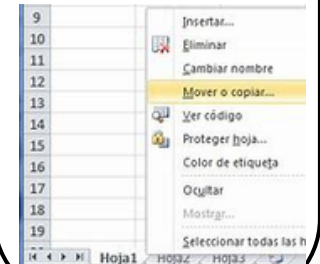 9
Insertar...
10
Eliminar
11
Cambiar nombre
12
Mover o copiar...
13
Ver código
14
Proteger hoja...
15
Color de etiqueta
16
17
Ocultar
18
Mostrar...
19
Seleccionar todas las h
Hoja1 Hoja2 Hoja3